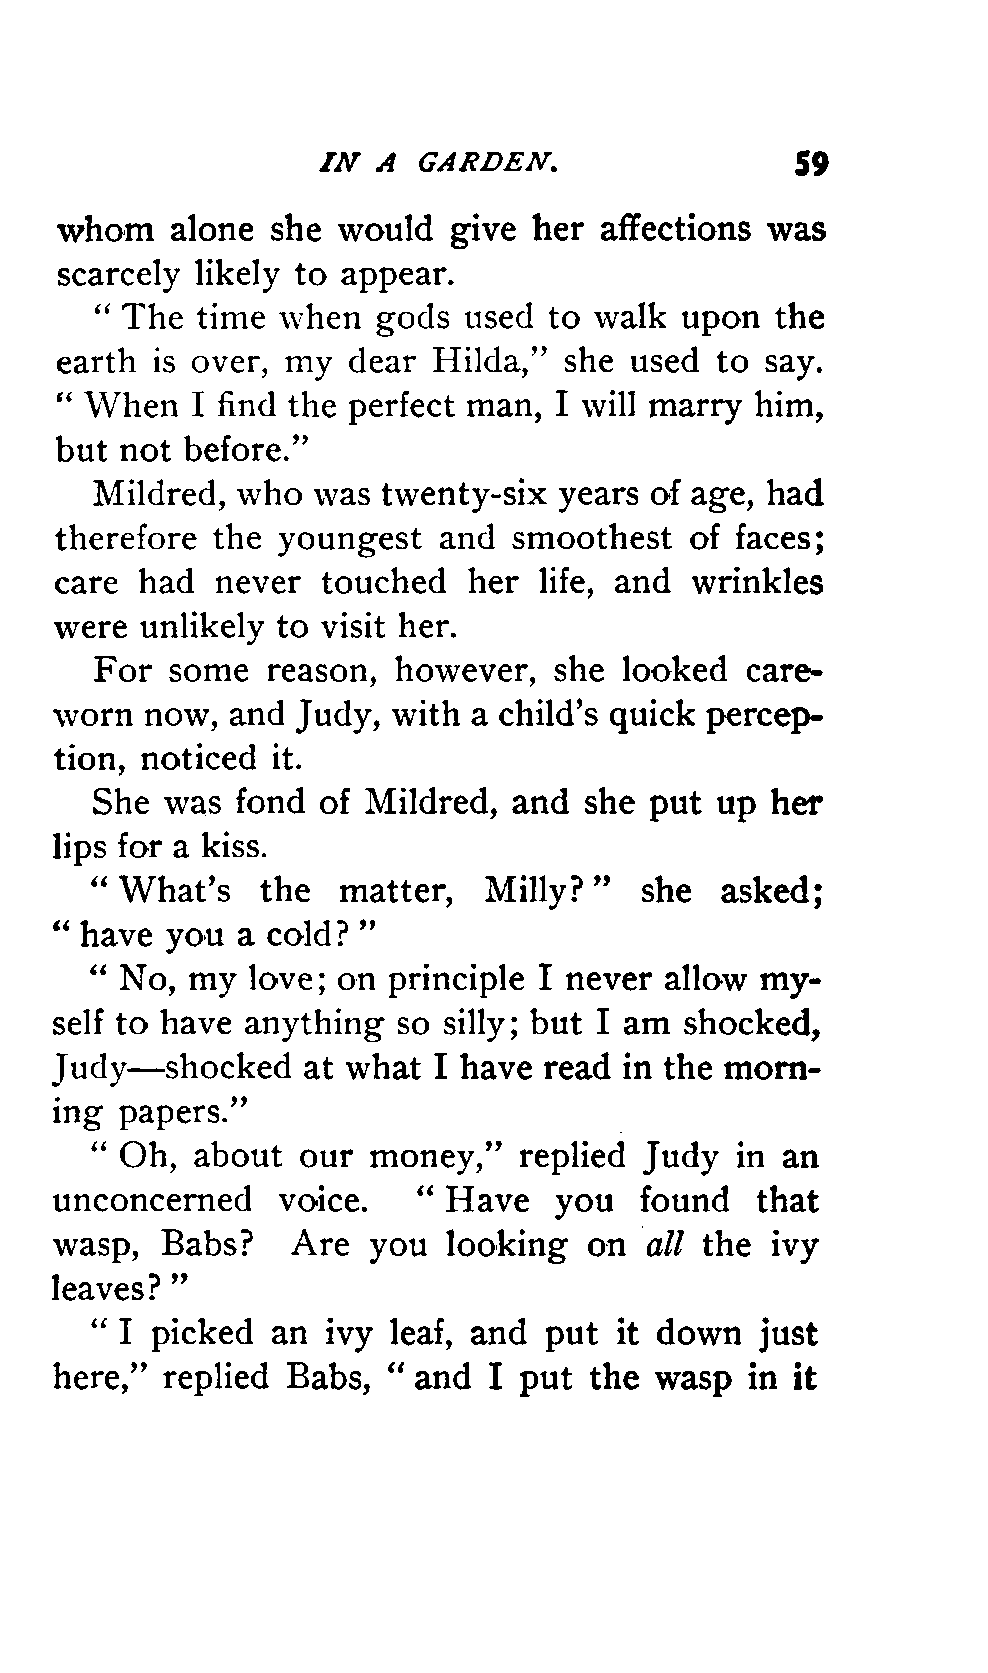 IN A GARDEN. 59
whom alone she would give her affections was
scarcely likely to appear.
“ The time when gods used to walk upon the
earth is over, my dear Hilda,” she used to say.
“ When I find the perfect man, I will marry him,
but not before.”
Mildred, who was twenty-six years of age, had
therefore the youngest and smoothest of faces;
care had never touched her life, and wrinkles
were unlikely to visit her.
For some reason, however, she looked care-
worn now, and Judy, with a child’s quick percep-
tion, noticed it.
She was fond of Mildred, and she put up her
lips for a kiss.
“ What’s the matter, Milly? ” she asked;
“ have you a cold? ”
“ No, my love; on principle I never allow my-
self to have anything so silly; but I am shocked,
Judy—shocked at what I have read in the morn-
ing papers.”
“ Oh, about our money,” replied Judy in an
unconcerned voice. “ Have you found that
wasp, Babs? Are you looking on all the ivy
leaves? ”
“ I picked an ivy leaf, and put it down just
here,” replied Babs, “ and I put the wasp in it